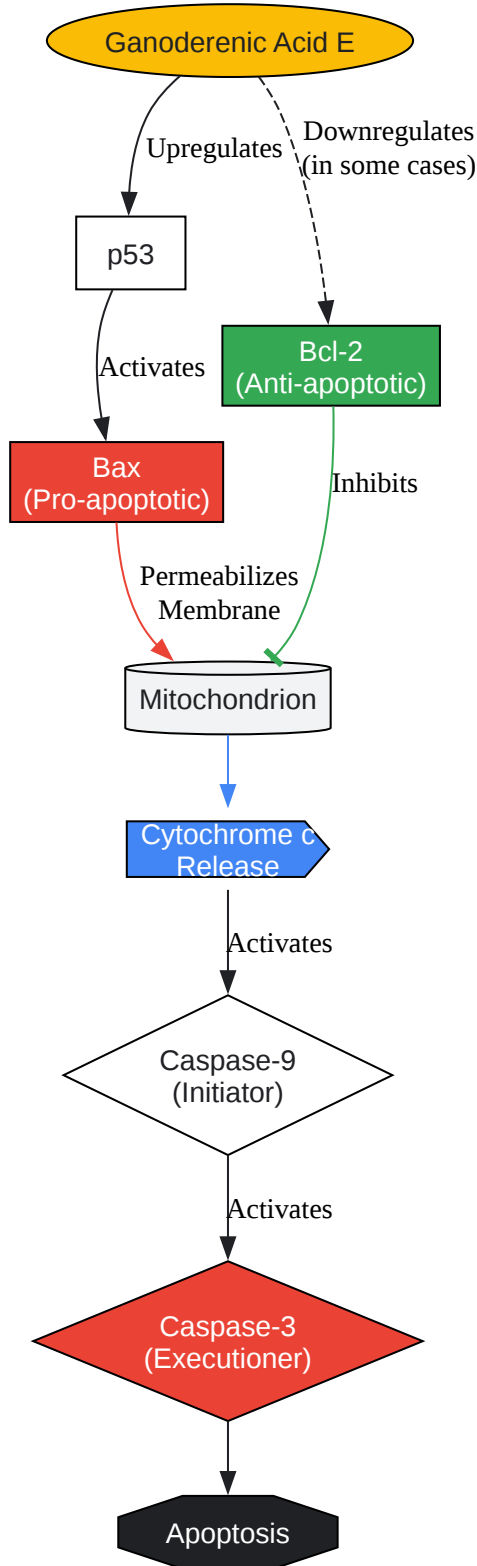 Ganoderenic Acid E
Downregulates
(in some cases)
Upregulates
p53
Bcl-2
(Anti-apoptotic)
Activates
Bax
(Pro-apoptotic)
Inhibits
Permeabilizes
Membrane
Mitochondrion
Cytochrome c
Release
Activates
Caspase-9
(Initiator)
Activates
Caspase-3
(Executioner)
Apoptosis